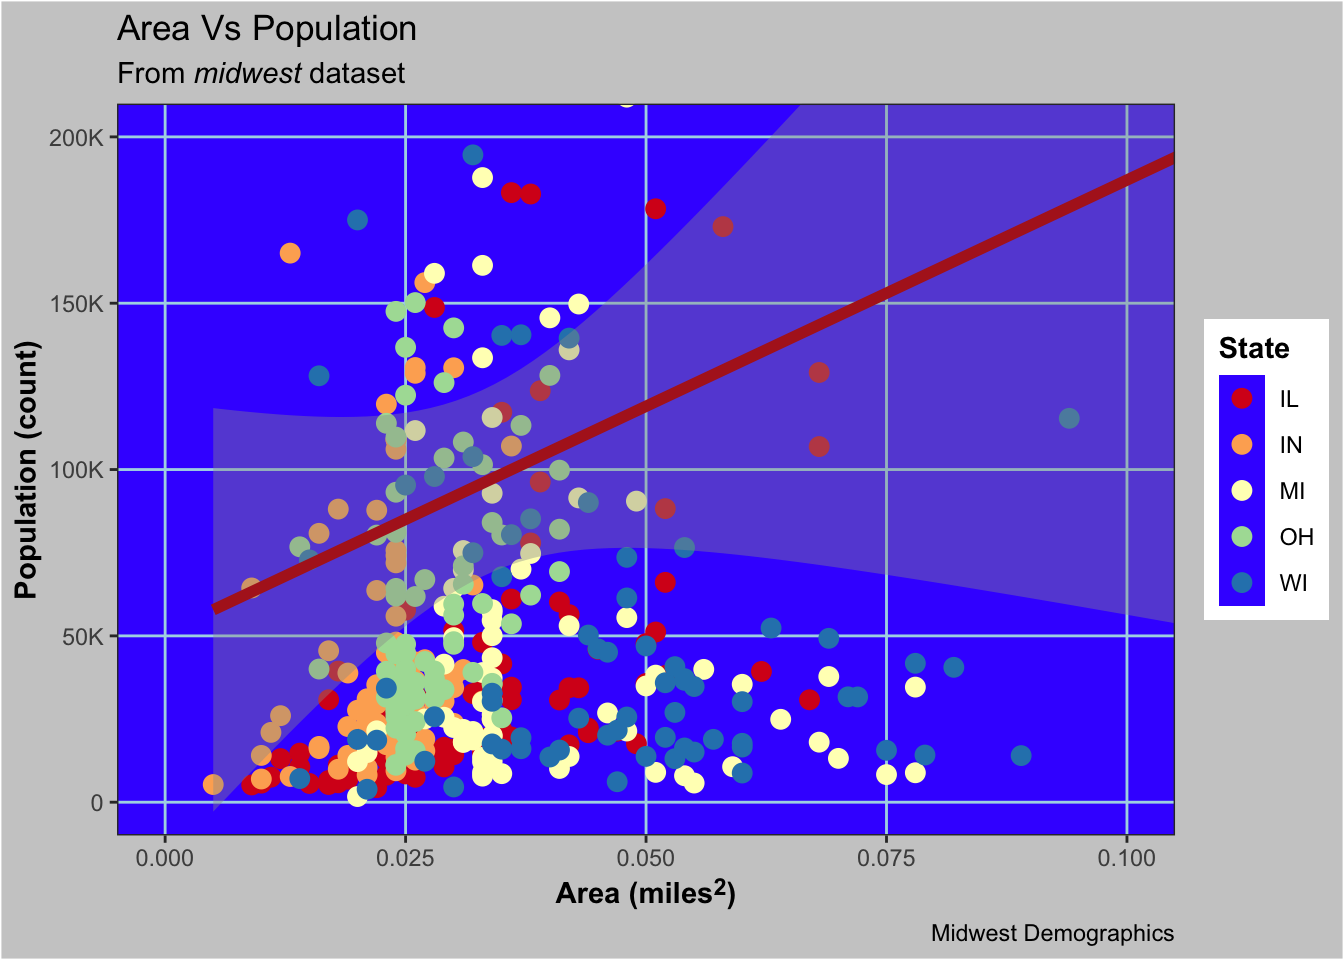 Area Vs Population
From midwest dataset
200K
150K
100K
50K
0
Population (count)
0.000 0.025 0.050 0.075 0.100
Area (miles²)
State
IL
IN
MI
OH
WI
Midwest Demographics